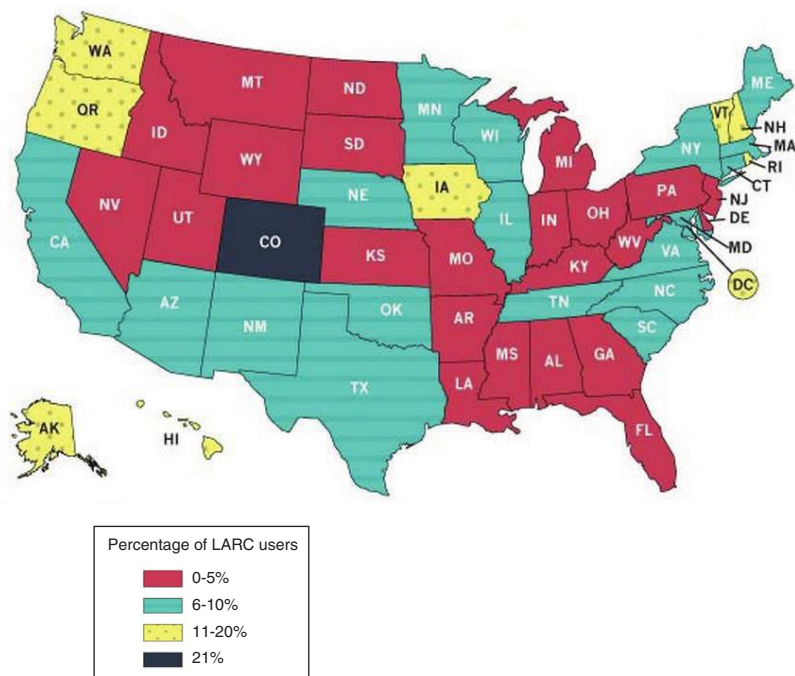 WA
MT
ND
MN
ME
OR
ID
SD
WI
VT
NH
WY
MI
NY
MA
RI
CT
NV
UT
NE
IA
IL
IN
OH
PA
NJ
DE
CA
CO
KS
MO
KY
WV
VA
MD
DC
AZ
NM
OK
AR
TN
NC
SC
TX
LA
MS
AL
GA
AK
HI
FL
Percentage of LARC users
0-5%
6-10%
11-20%
21%